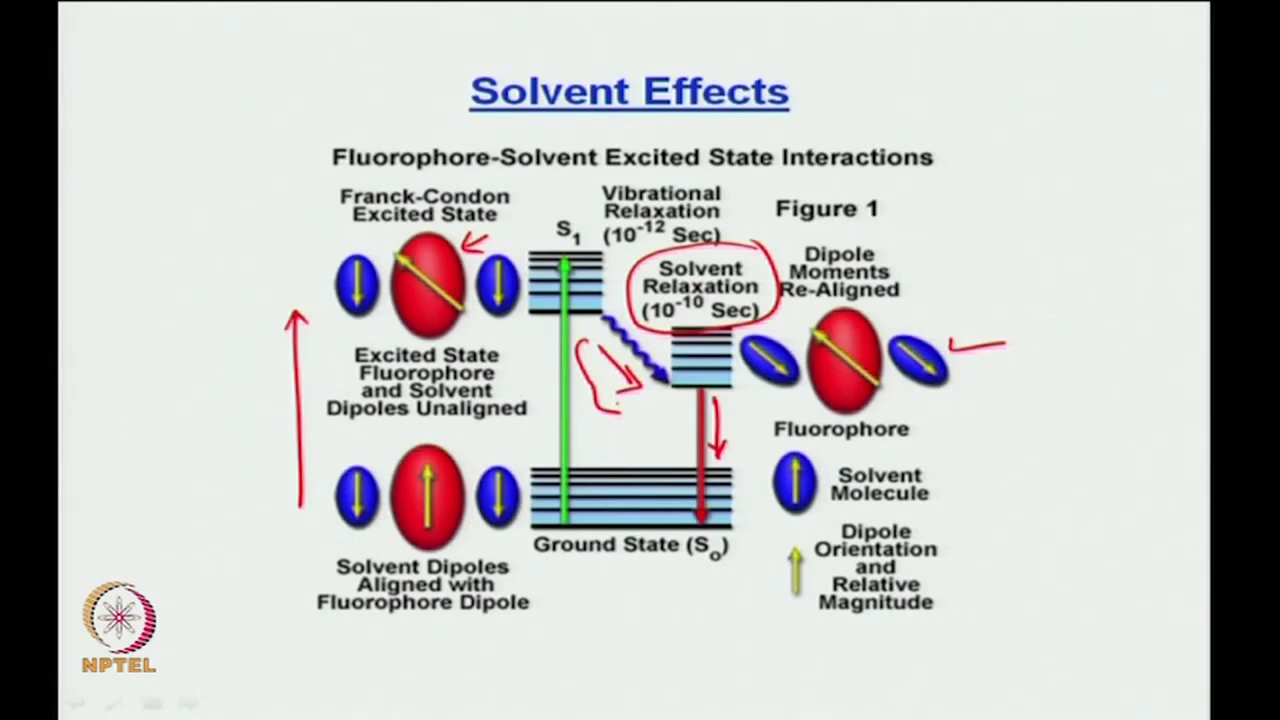 Solvent Effects
Fluorophore-Solvent Excited State Interactions
Franck-Condon
Excited State
Vibrational
Relaxation
(10-12 Sec)
Figure 1
S1
Solvent
Relaxation
(10-10 Sec)
Dipole
Moments
Re-Aligned
Excited State
Fluorophore
and Solvent
Dipoles Unaligned
Fluorophore
Solvent
Molecule
Ground State (So)
Dipole
Orientation
and
Relative
Magnitude
Solvent Dipoles
Aligned with
Fluorophore Dipole
NPTEL